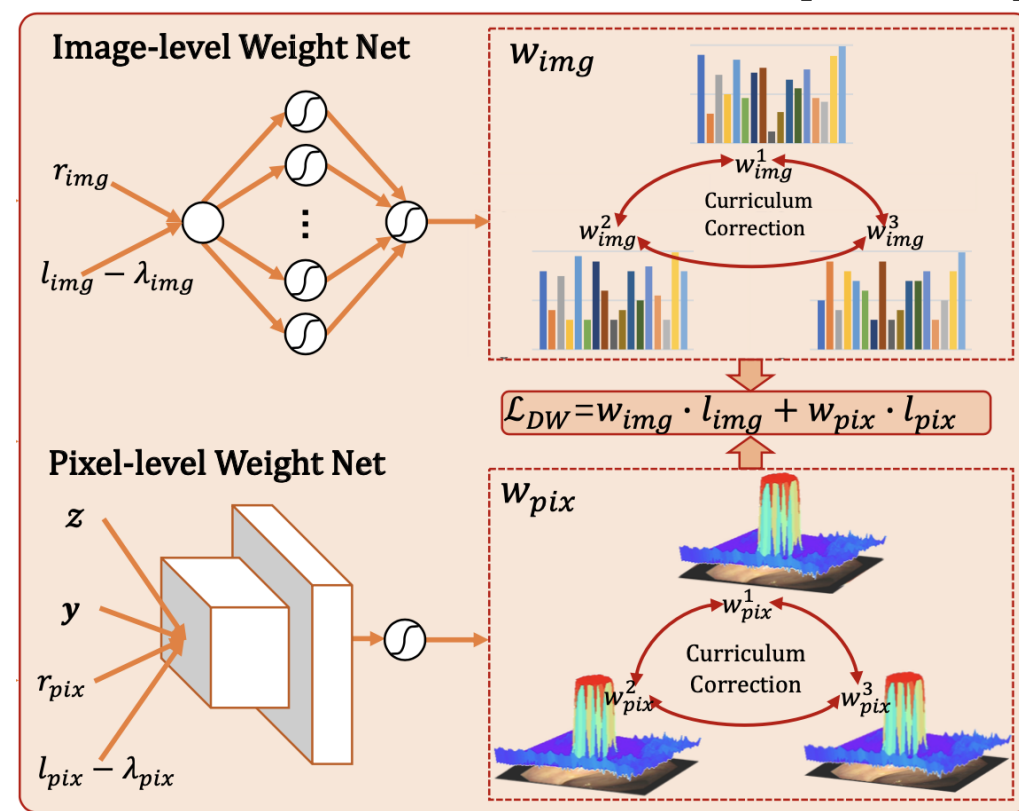 Image-level Weight Net
r_img
l_img − λ_img
⋮
w_img
w_img^1
Curriculum
Correction
w_img^2
w_img^3
ℒ_DW=w_img · l_img + w_pix · l_pix
Pixel-level Weight Net
z
y
r_pix
l_pix − λ_pix
w_pix
w_pix^1
Curriculum
Correction
w_pix^2
w_pix^3